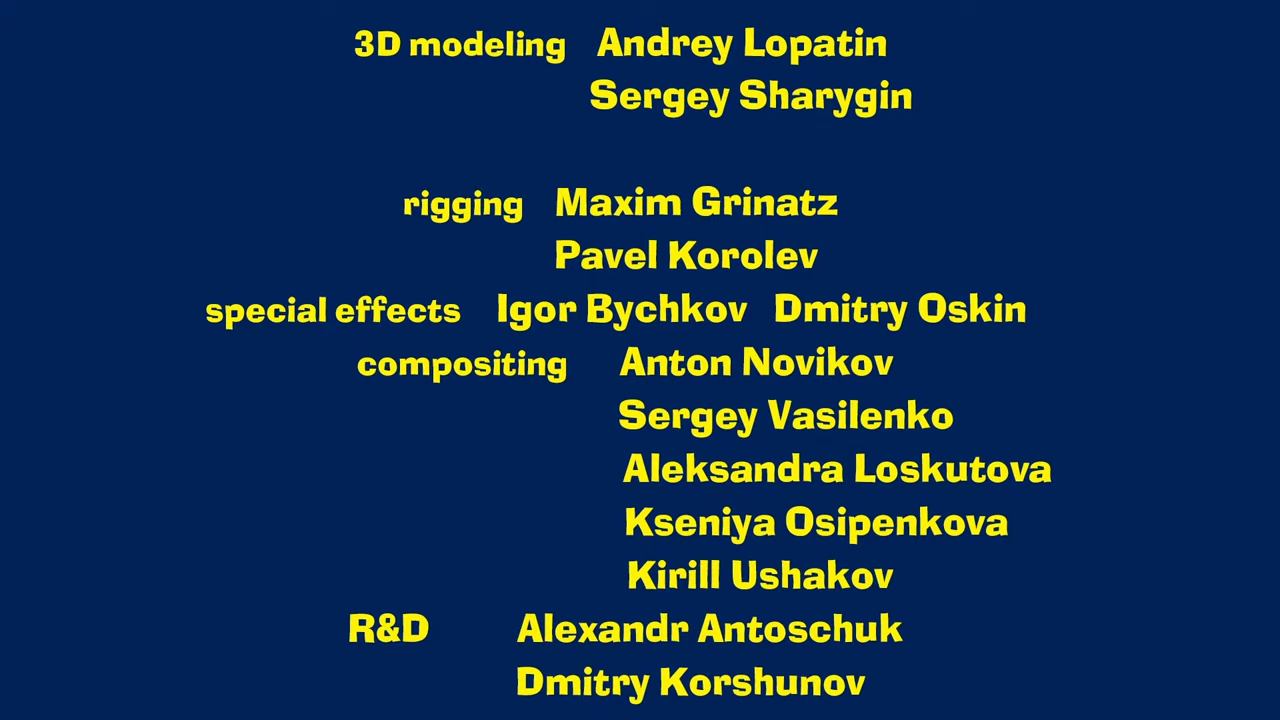 3D modeling Andrey Lopatin
Sergey Sharygin
rigging Maxim Grinatz
Pavel Korolev
special effects Igor Bychkov Dmitry Oskin
compositing Anton Novikov
Sergey Vasilenko
Aleksandra Loskutova
Kseniya Osipenkova
Kirill Ushakov
R&D Alexandr Antoschuk
Dmitry Korshunov